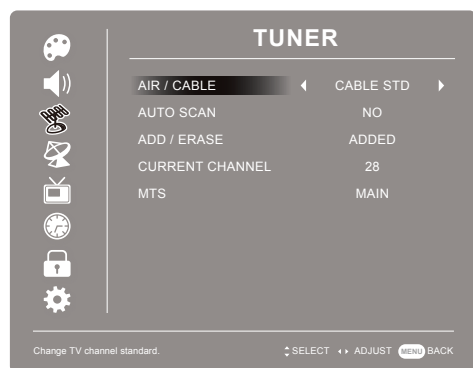 TUNER
AIR / CABLE CABLE STD
AUTO SCAN NO
ADD / ERASE ADDED
CURRENT CHANNEL 28
MTS MAIN
Change TV channel standard. SELECT ADJUST MENU BACK